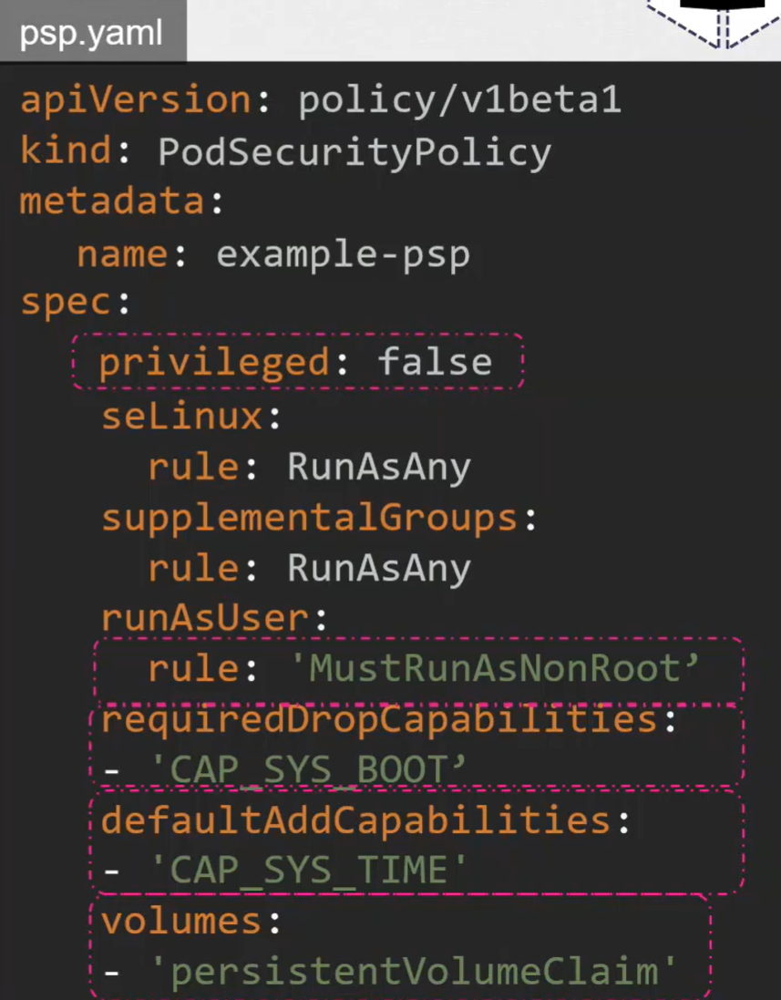 psp.yaml
apiVersion: policy/v1beta1
kind: PodSecurityPolicy
metadata:
name: example-psp
spec:
privileged: false
seLinux:
rule: RunAsAny
supplementalGroups:
rule: RunAsAny
runAsUser:
rule: 'MustRunAsNonRoot’
requiredDropCapabilities:
- 'CAP_SYS_BOOT’
defaultAddCapabilities:
- 'CAP_SYS_TIME'
volumes:
- 'persistentVolumeClaim'